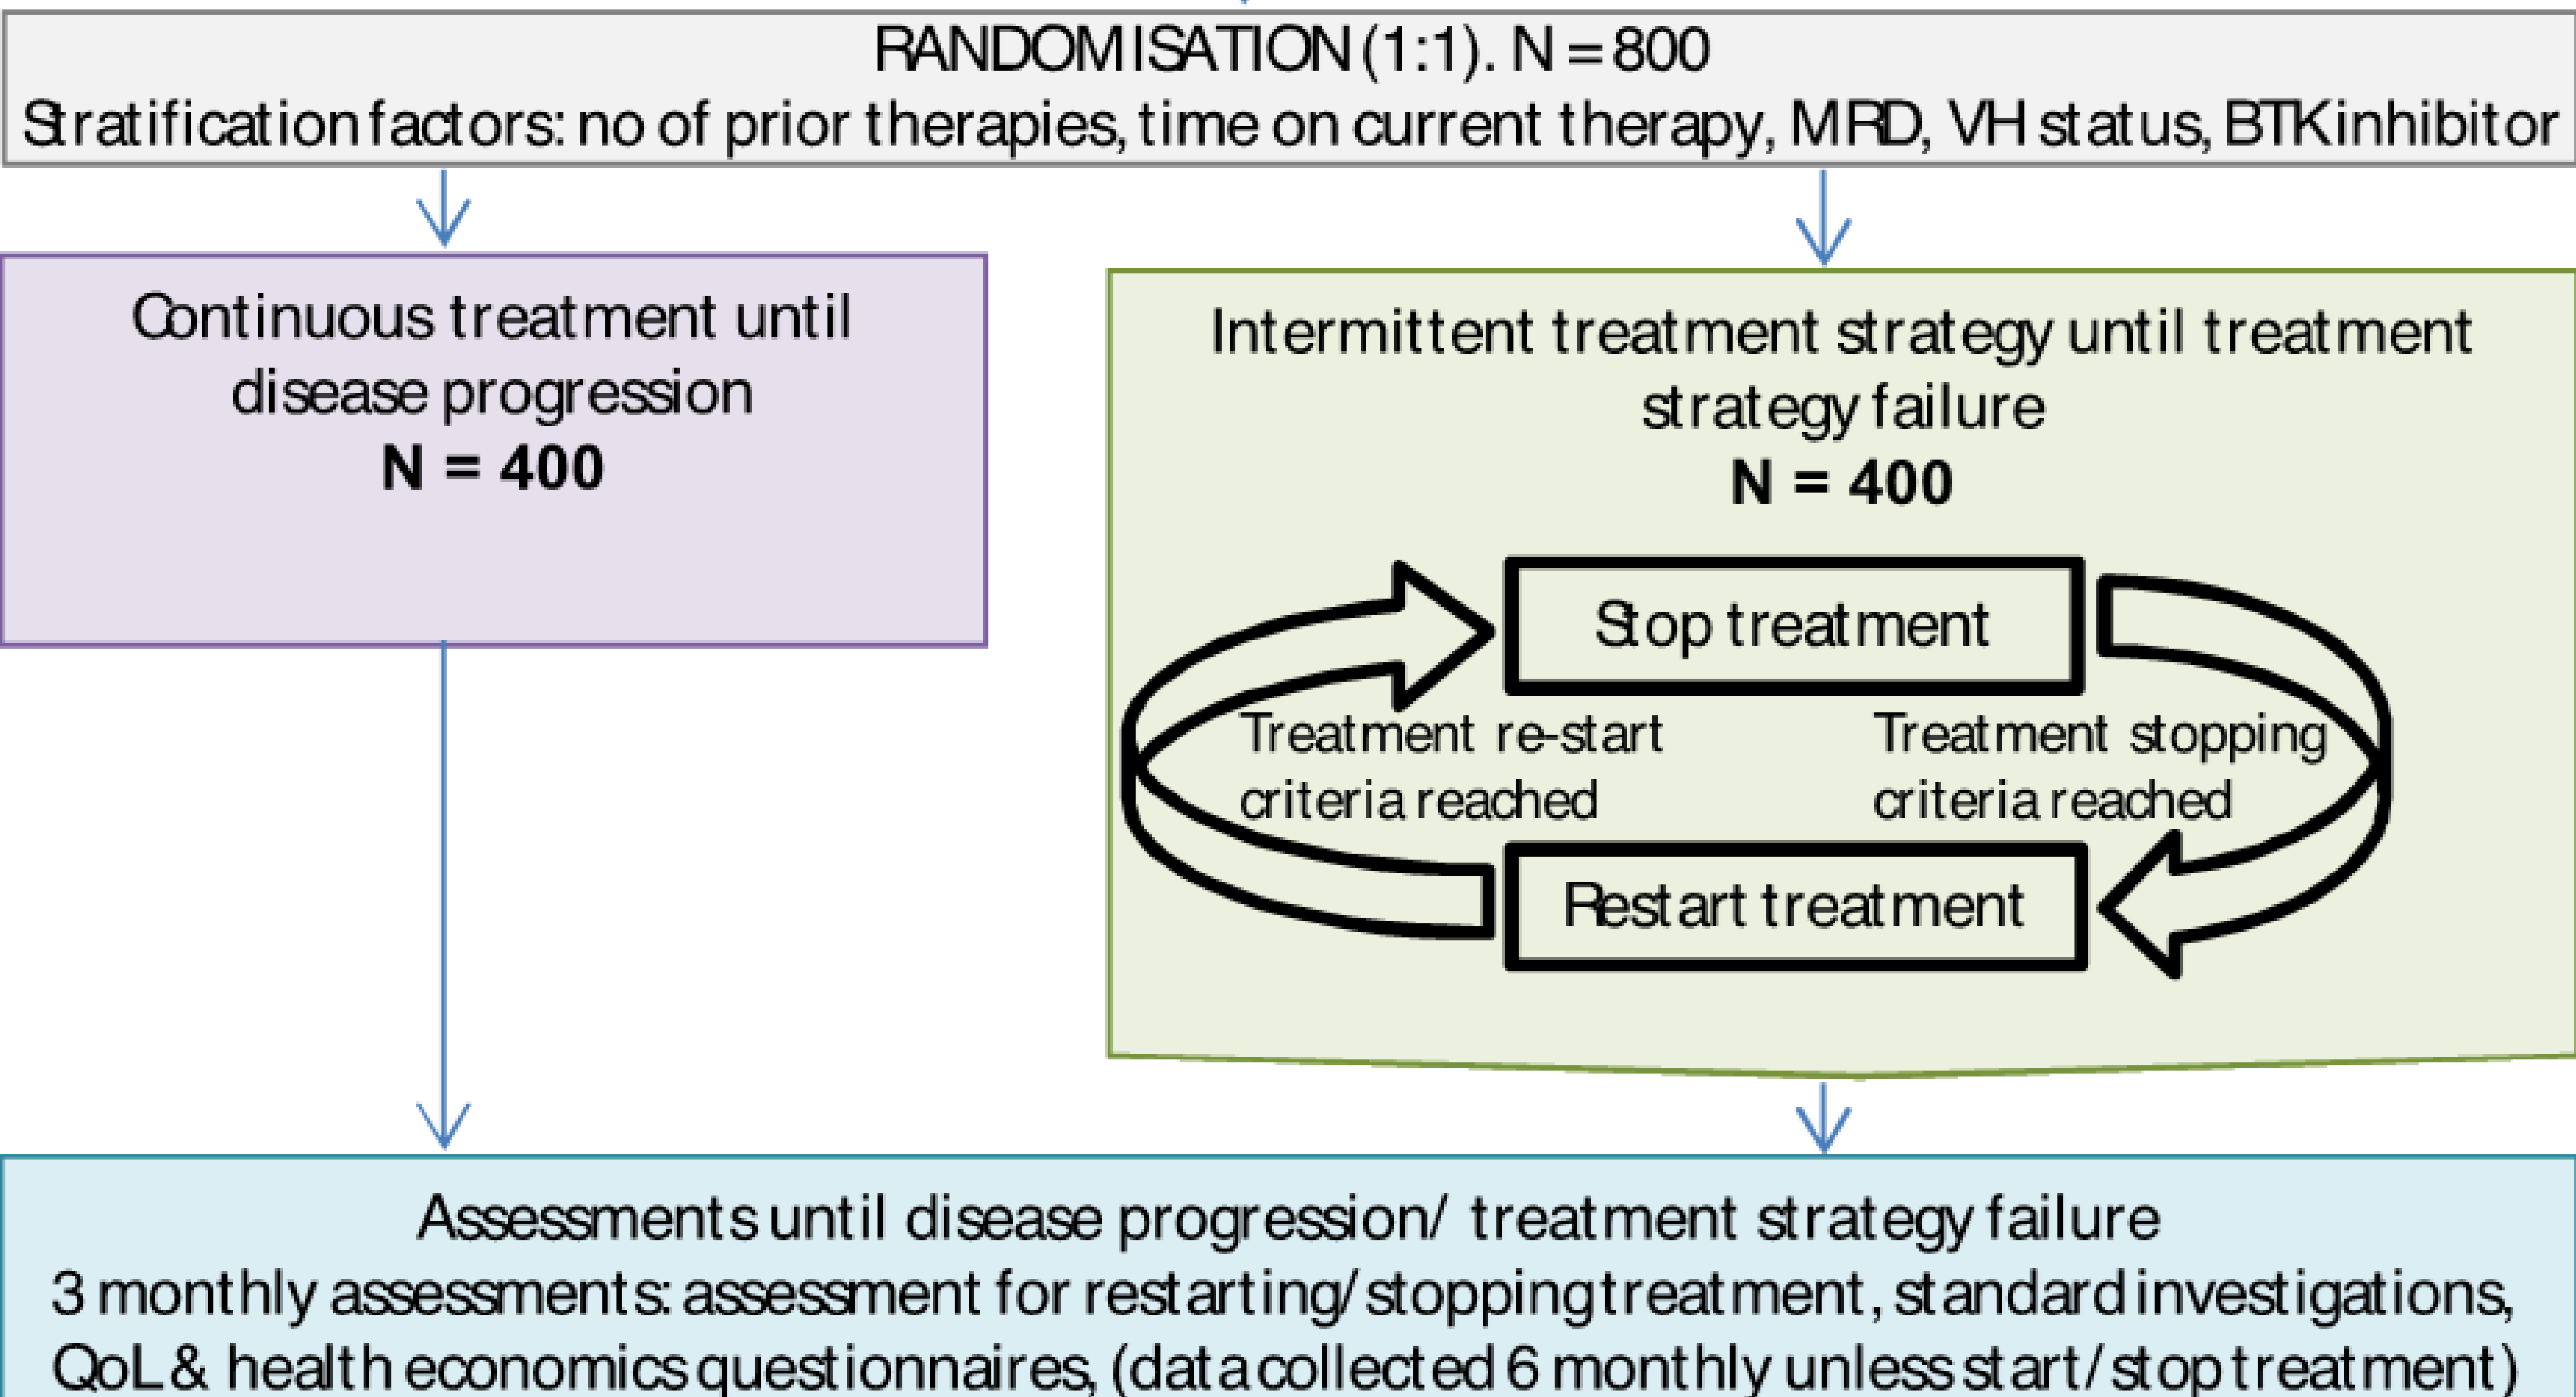 RANDOMISATION (1:1). N = 800
Stratification factors: no of prior therapies, time on current therapy, MRD, VH status, BTK inhibitor
Continuous treatment until
disease progression
N = 400
Intermittent treatment strategy until treatment
strategy failure
N = 400
Stop treatment
Treatment re-start
criteria reached
Treatment stopping
criteria reached
Restart treatment
Assessments until disease progression/ treatment strategy failure
3 monthly assessments: assessment for restarting/stopping treatment, standard investigations,
QoL & health economics questionnaires, (data collected 6 monthly unless start/stop treatment)